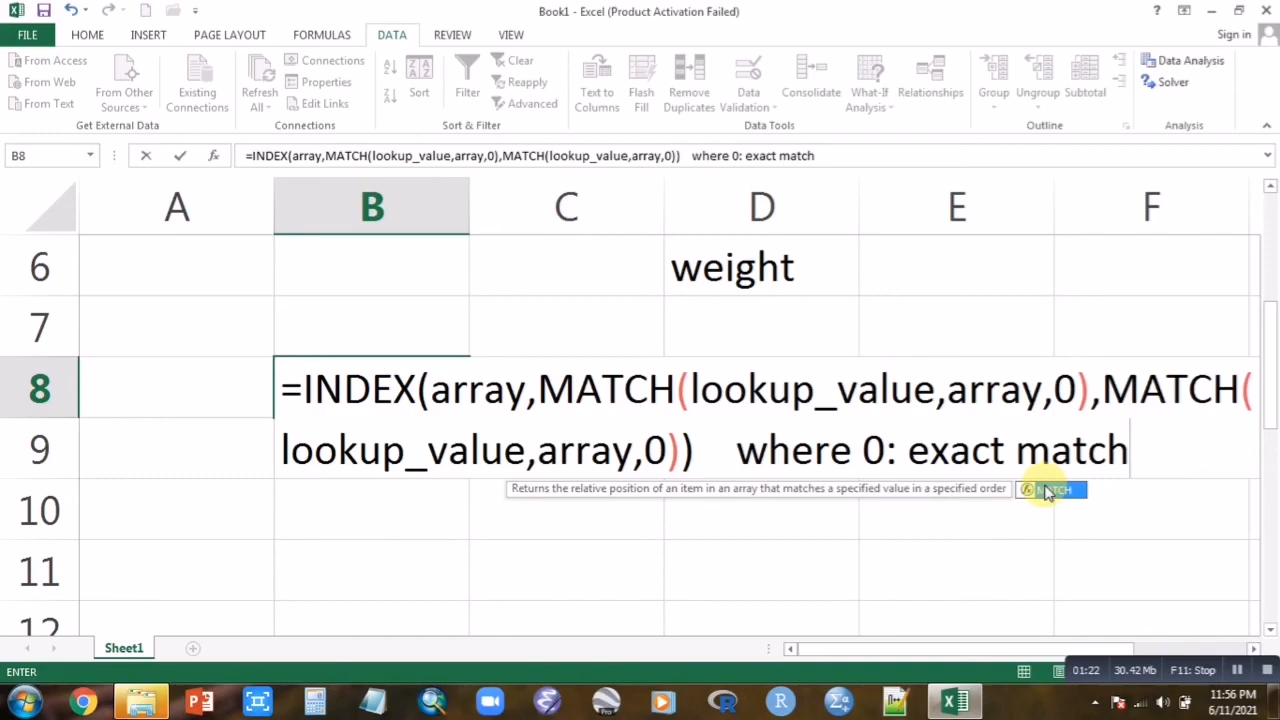 Book1 - Excel (Product Activation Failed)
FILE HOME INSERT PAGE LAYOUT FORMULAS DATA REVIEW VIEW Sign in
From Access
From Web
From Text
From Other Sources
Existing Connections
Get External Data
Refresh All
Connections
Properties
Edit Links
Connections
Sort
Filter
Clear
Reapply
Advanced
Sort & Filter
Text to Columns
Flash Fill
Remove Duplicates
Data Validation
Consolidate
What-If Analysis
Relationships
Data Tools
Group
Ungroup
Subtotal
Outline
Data Analysis
Solver
Analysis
B8 =INDEX(array,MATCH(lookup_value,array,0),MATCH(lookup_value,array,0)) where 0: exact match
A B C D E F
6 weight
7
8 =INDEX(array,MATCH(lookup_value,array,0),MATCH(
9 lookup_value,array,0)) where 0: exact match
Returns the relative position of an item in an array that matches a specified value in a specified order MATCH
10
11
12
Sheet1
ENTER
01:22 30.42 Mb F11: Stop
11:56 PM
6/11/2021